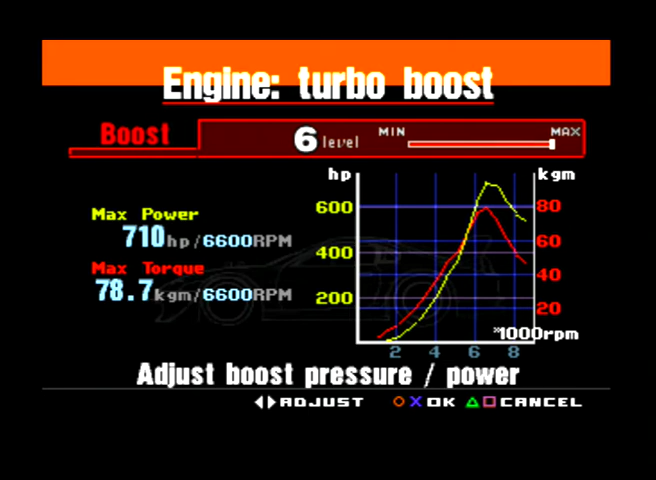 Engine: turbo boost
Boost 6 level MIN MAX
hp kgm
Max Power
710hp/6600RPM
Max Torque
78.7kgm/6600RPM
600 80
400 60
200 40
20
*1000rpm
2 4 6 8
Adjust boost pressure / power
ADJUST OK CANCEL